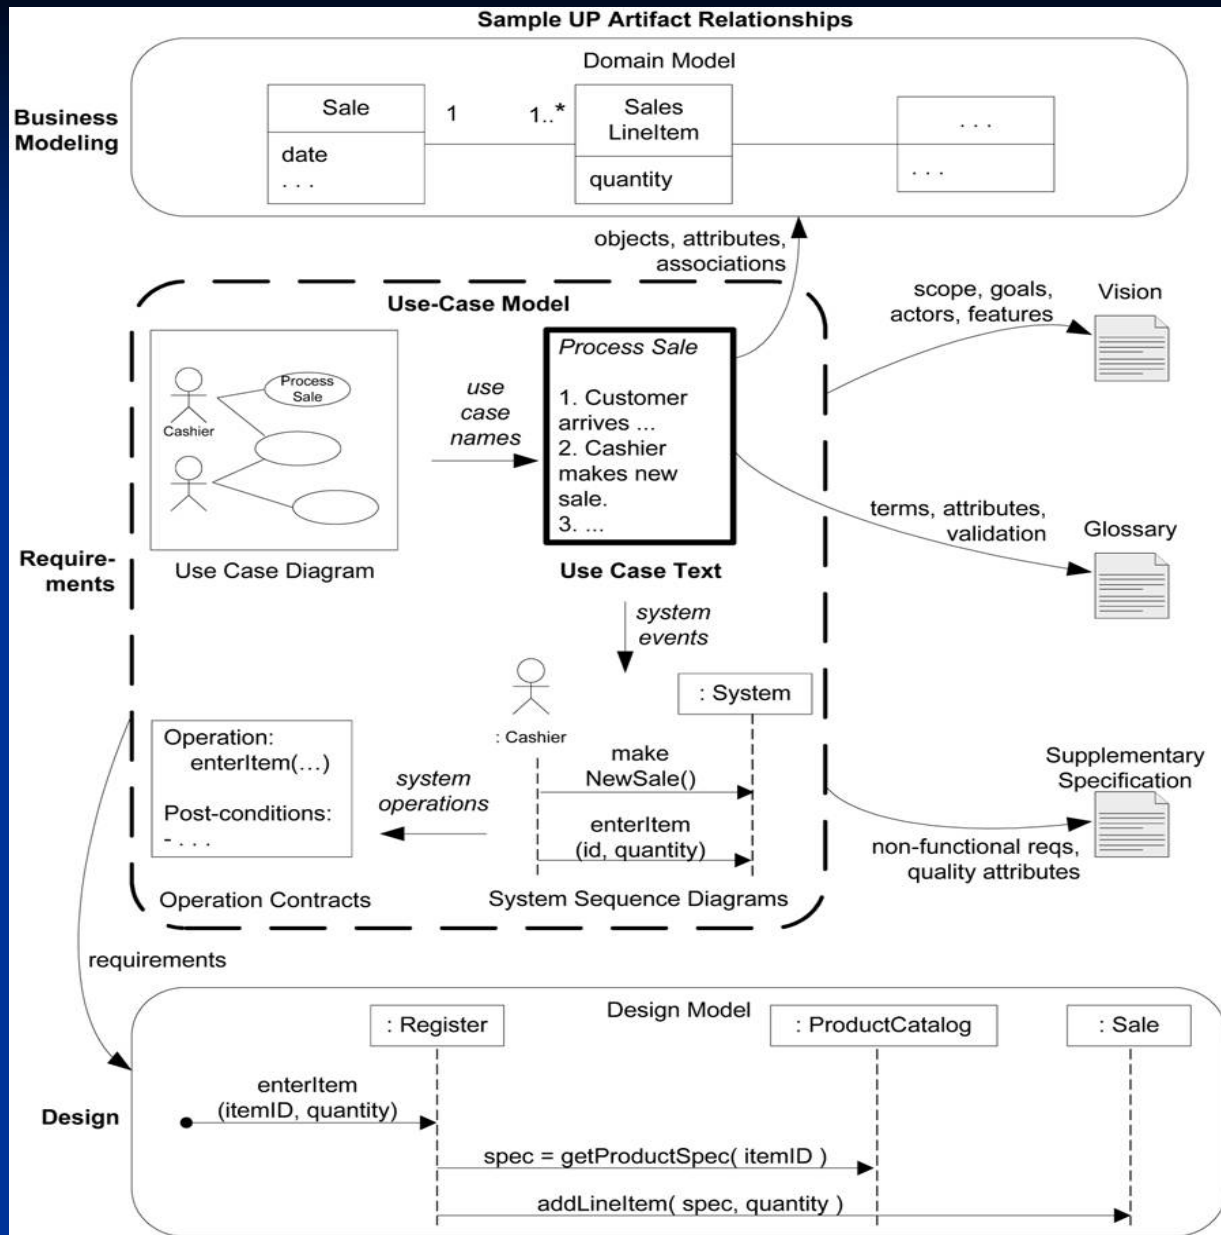 Sample UP Artifact Relationships
Domain Model
Business
Modeling
Sale
1
1..*
Sales
LineItem
. . .
date
. . .
quantity
. . .
objects, attributes,
associations
Use-Case Model
scope, goals,
actors, features
Vision
Process
Sale
Cashier
use
case
names
Process Sale
1. Customer
arrives ...
2. Cashier
makes new
sale.
3. ...
terms, attributes,
validation
Glossary
Require-
ments
Use Case Diagram
Use Case Text
system
events
: System
: Cashier
Operation:
enterItem(...)
Post-conditions:
- . . .
system
operations
make
NewSale()
enterItem
(id, quantity)
Supplementary
Specification
non-functional reqs,
quality attributes
Operation Contracts
System Sequence Diagrams
requirements
Design Model
: Register
: ProductCatalog
: Sale
Design
enterItem
(itemID, quantity)
spec = getProductSpec( itemID )
addLineItem( spec, quantity )